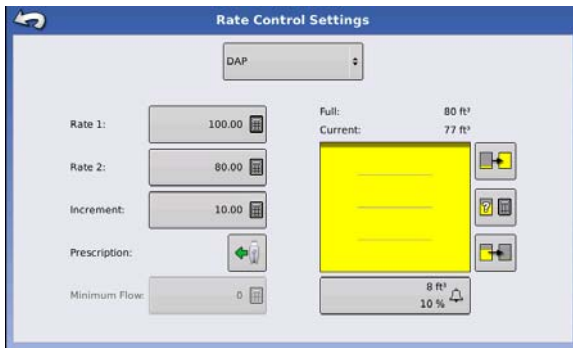 Rate Control Settings
DAP
Rate 1: 100.00
Rate 2: 80.00
Increment: 10.00
Prescription:
Minimum Flow: 0
Full: 80 ft³
Current: 77 ft³
?
8 ft³
10 %